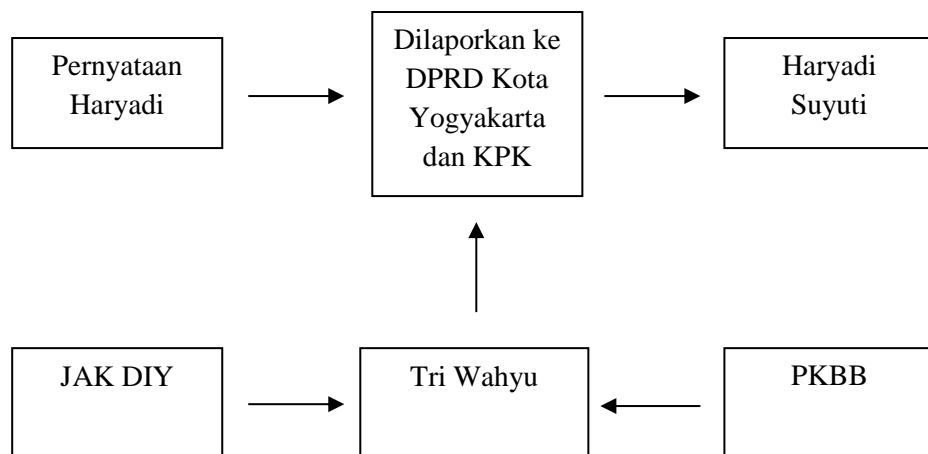 Pernyataan
Haryadi
Dilaporkan ke
DPRD Kota
Yogyakarta
dan KPK
Haryadi
Suyuti
JAK DIY
Tri Wahyu
PKBB